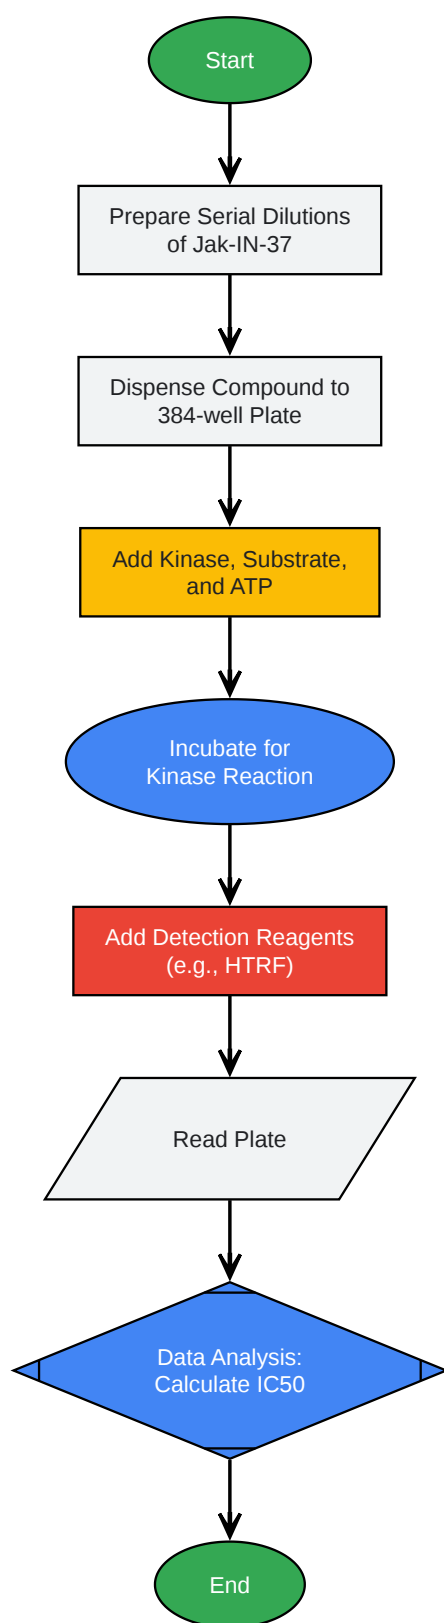 Start
Prepare Serial Dilutions
of Jak-IN-37
Dispense Compound to
384-well Plate
Add Kinase, Substrate,
and ATP
Incubate for
Kinase Reaction
Add Detection Reagents
(e.g., HTRF)
Read Plate
Data Analysis:
Calculate IC50
End